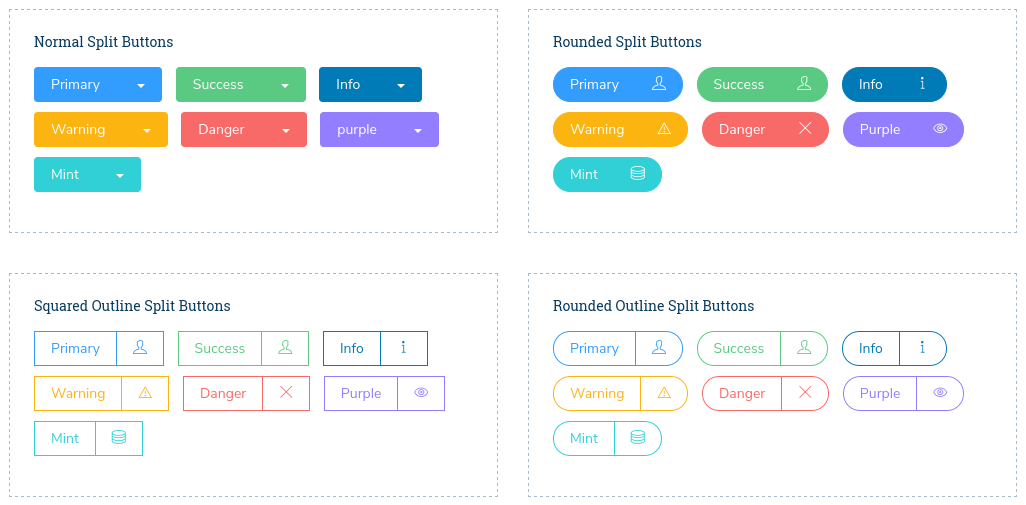 Normal Split Buttons
Primary
Success
Info
Warning
Danger
purple
Mint
Rounded Split Buttons
Primary
Success
Info
Warning
Danger
Purple
Mint
Squared Outline Split Buttons
Primary
Success
Info
Warning
Danger
Purple
Mint
Rounded Outline Split Buttons
Primary
Success
Info
Warning
Danger
Purple
Mint